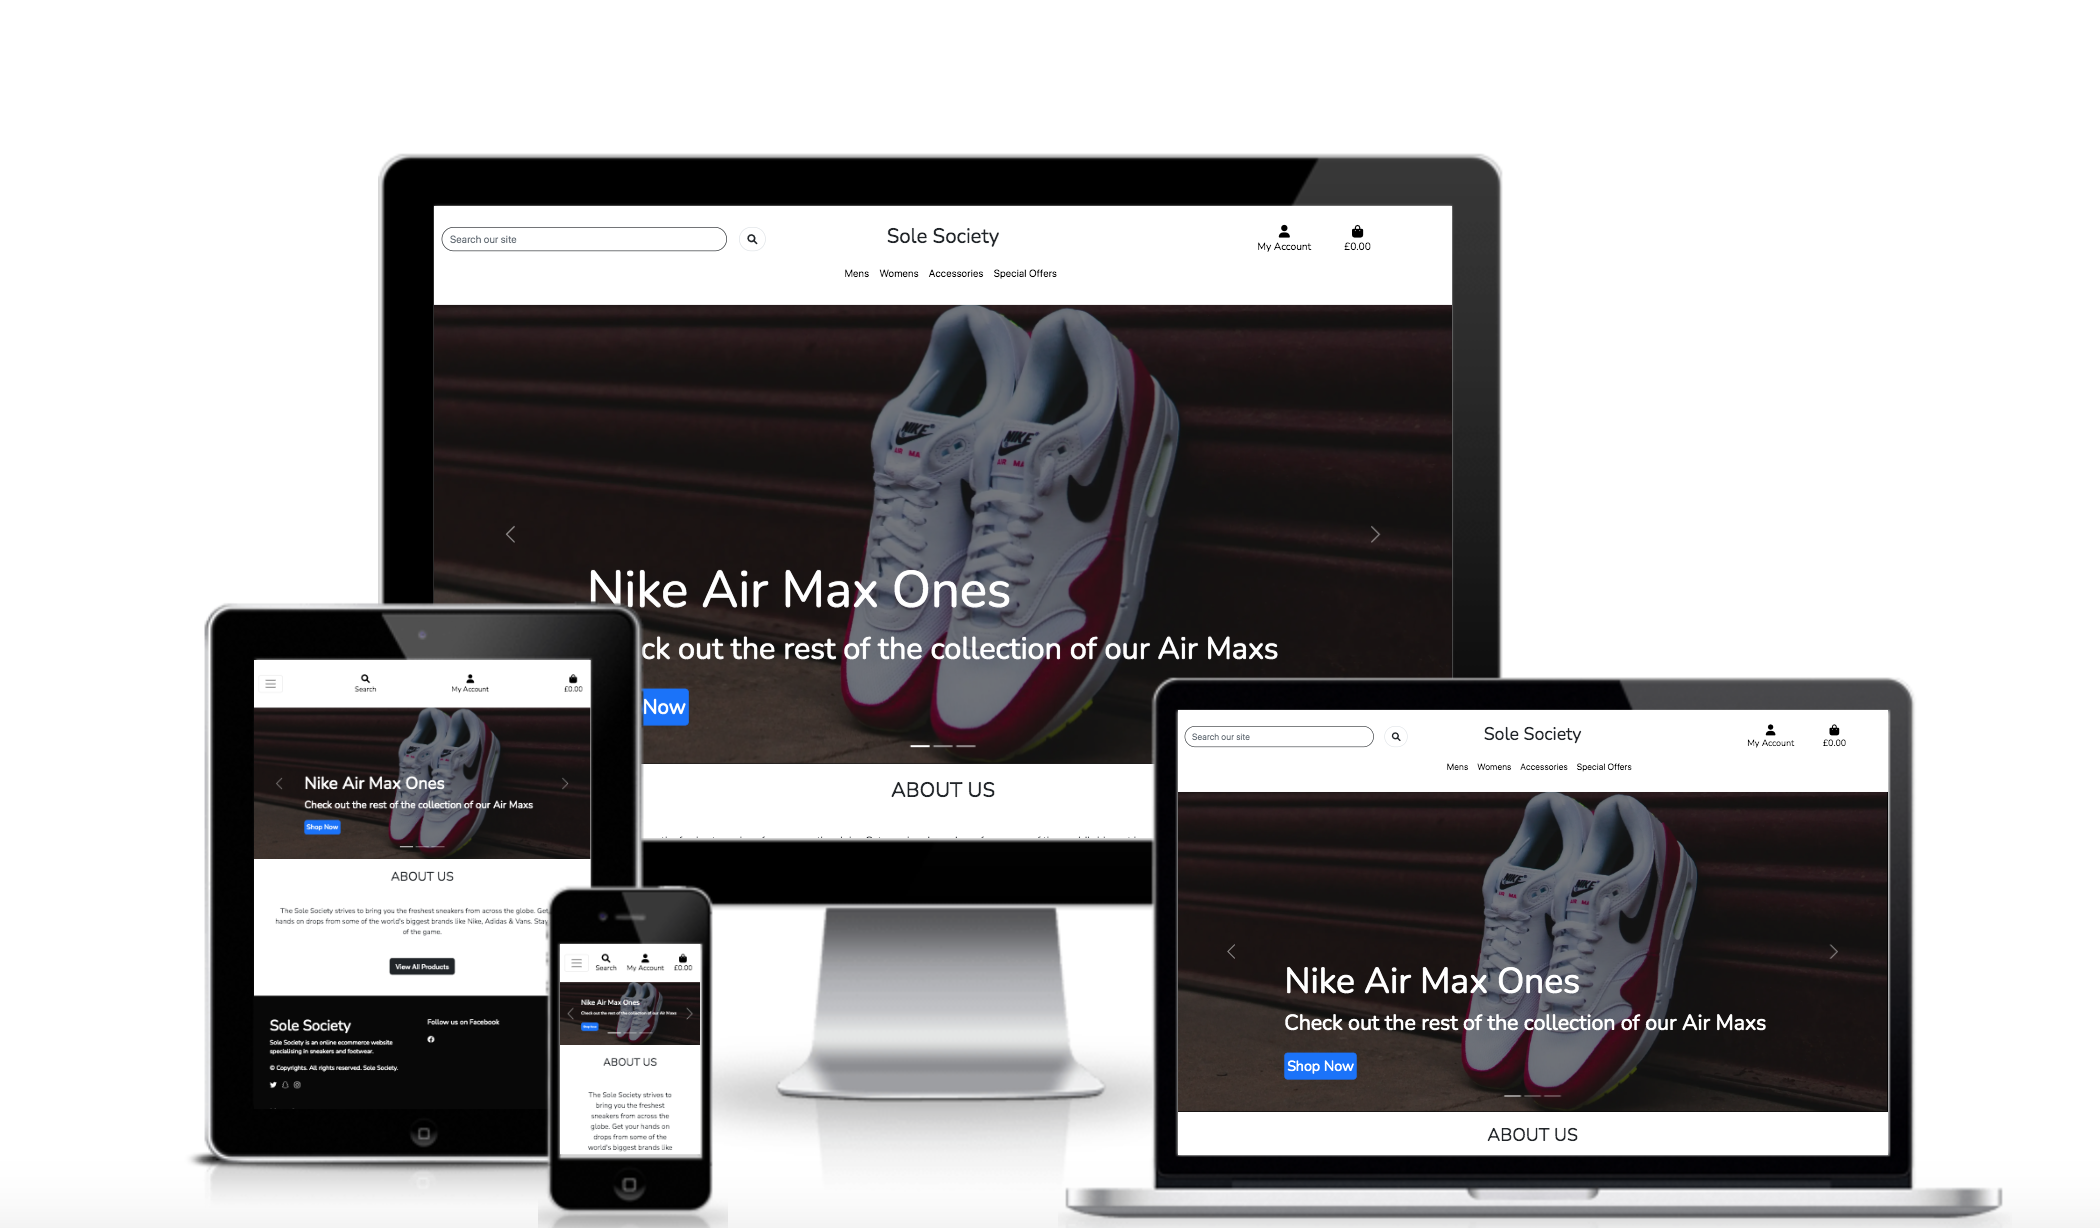 Search our site
Sole Society
My Account
£0.00
Mens Womens Accessories Special Offers
NIKE NIKE
AIR MA AIR MA
Nike Air Max Ones
ck out the rest of the collection of our Air Maxs
Now
ABOUT US
Search
My Account
£0.00
Nike Air Max Ones
Check out the rest of the collection of our Air Maxs
Shop Now
ABOUT US
The Sole Society strives to bring you the freshest sneakers from across the globe. Get
hands on drops from some of the world's biggest brands like Nike, Adidas & Vans. Stay
of the game.
View All Products
Sole Society
Sole Society is an online ecommerce website
specialising in sneakers and footwear.
© Copyrights. All rights reserved. Sole Society.
Follow us on Facebook
Search
My Account
£0.00
Nike Air Max Ones
Check out the rest of the collection of our Air Maxs
Shop Now
ABOUT US
The Sole Society strives to
bring you the freshest
sneakers from across the
globe. Get your hands on
drops from some of the
world's biggest brands like
Search our site
Sole Society
My Account
£0.00
Mens Womens Accessories Special Offers
NIKE NIKE
Nike Air Max Ones
Check out the rest of the collection of our Air Maxs
Shop Now
ABOUT US